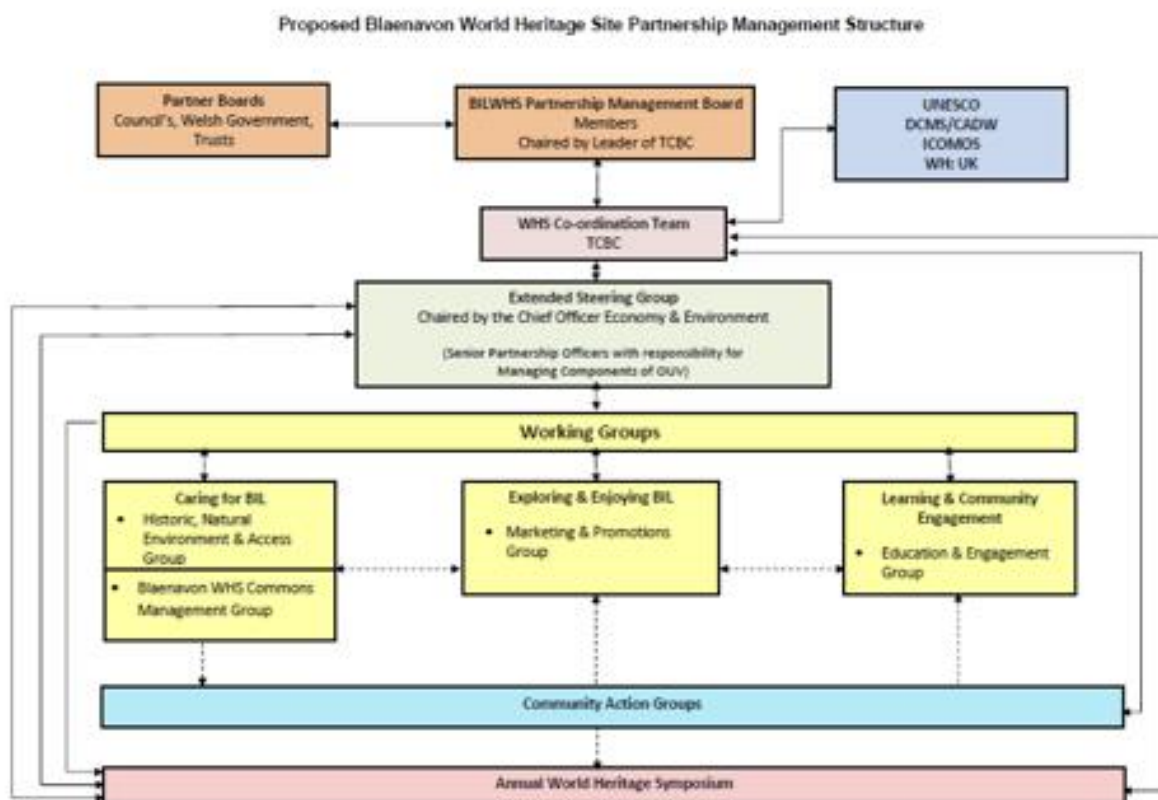 Proposed Blaenavon World Heritage Site Partnership Management Structure
Partner Boards
Council's, Welsh Government,
Trusts
BILWHS Partnership Management Board
Members
Chaired by Leader of TCBC
UNESCO
DCMS/CADW
ICOMOS
WH: UK
WHS Co-ordination Team
TCBC
Extended Steering Group
Chaired by the Chief Officer Economy & Environment
(Senior Partnership Officers with responsibility for
Managing Components of OUV)
Working Groups
Caring for BIL
• Historic, Natural
Environment & Access
Group
• Blaenavon WHS Commons
Management Group
Exploring & Enjoying BIL
• Marketing & Promotions
Group
Learning & Community
Engagement
• Education & Engagement
Group
Community Action Groups
Annual World Heritage Symposium